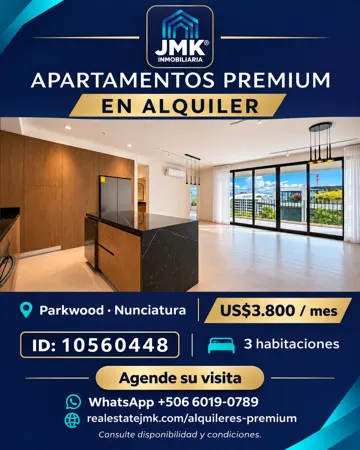 JMK®
INMOBILIARIA
APARTAMENTOS PREMIUM
EN ALQUILER
Parkwood · Nunciatura
US$3.800 / mes
ID: 10560448
3 habitaciones
Agende su visita
WhatsApp +506 6019-0789
realestatejmk.com/alquileres-premium
Consulte disponibilidad y condiciones.